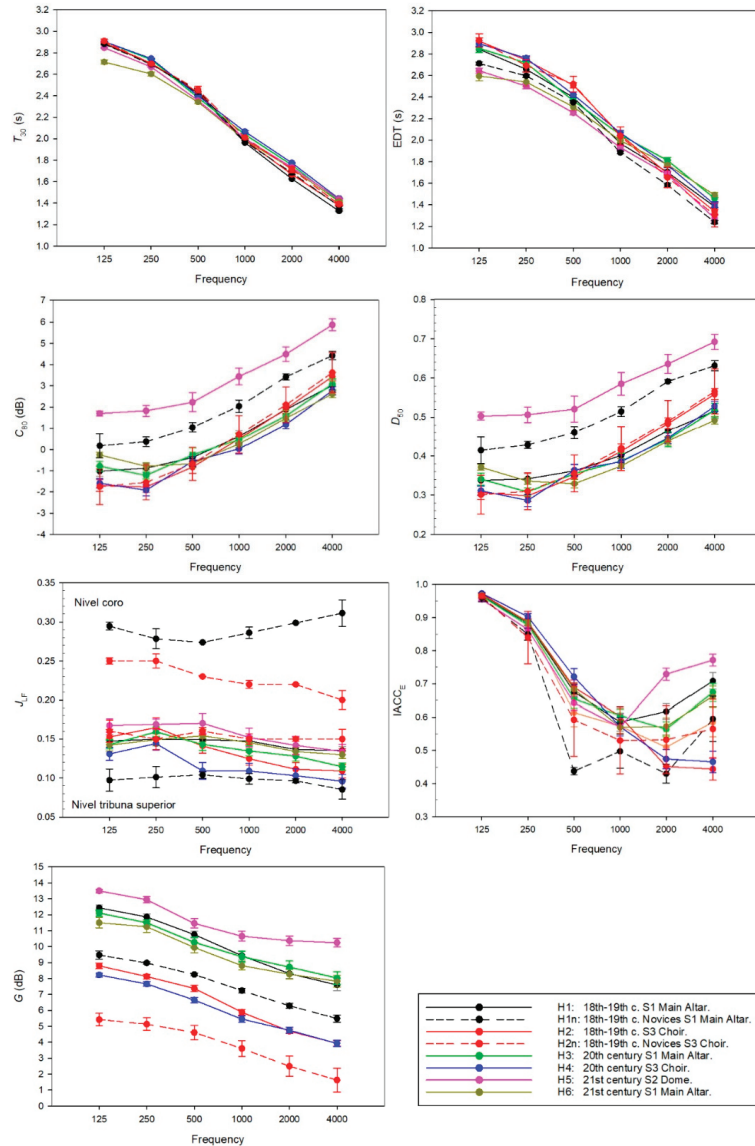 3.2
3.0
2.8
2.6
2.4
2.2
2.0
1.8
1.6
1.4
1.2
1.0
T30 (s)
125 250 500 1000 2000 4000
Frequency
3.2
3.0
2.8
2.6
2.4
2.2
2.0
1.8
1.6
1.4
1.2
1.0
EDT (s)
125 250 500 1000 2000 4000
Frequency
7
6
5
4
3
2
1
0
-1
-2
-3
-4
C80 (dB)
125 250 500 1000 2000 4000
Frequency
0.8
0.7
0.6
0.5
0.4
0.3
0.2
D50
125 250 500 1000 2000 4000
Frequency
0.35
0.30
0.25
0.20
0.15
0.10
0.05
JLF
Nivel coro
Nivel tribuna superior
125 250 500 1000 2000 4000
Frequency
1.0
0.9
0.8
0.7
0.6
0.5
0.4
0.3
IACCE
125 250 500 1000 2000 4000
Frequency
15
14
13
12
11
10
9
8
7
6
5
4
3
2
1
0
G (dB)
125 250 500 1000 2000 4000
Frequency
H1: 18th-19th c. S1 Main Altar.
H1n: 18th-19th c. Novices S1 Main Altar.
H2: 18th-19th c. S3 Choir.
H2n: 18th-19th c. Novices S3 Choir.
H3: 20th century S1 Main Altar.
H4: 20th century S3 Choir.
H5: 21st century S2 Dome.
H6: 21st century S1 Main Altar.